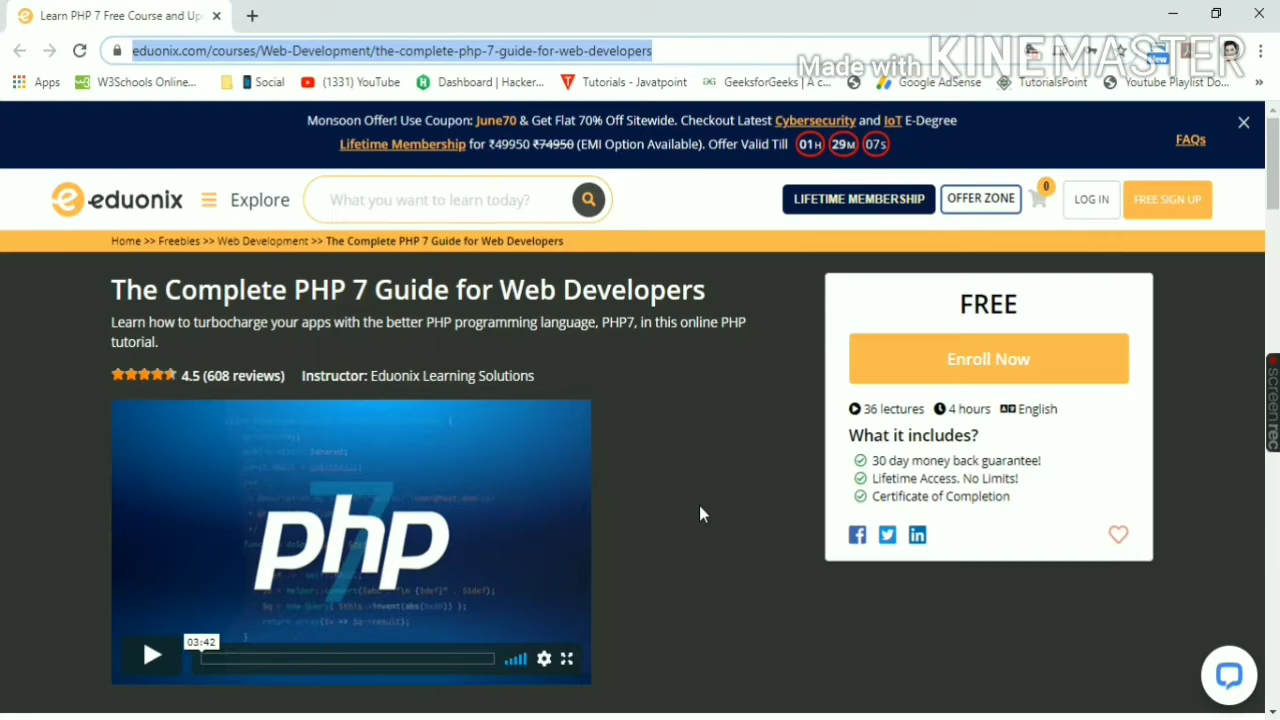 Learn PHP 7 Free Course and Up
eduonix.com/courses/Web-Development/the-complete-php-7-guide-for-web-developers
Made with KINEMASTER
Apps W3Schools Online... Social (1331) YouTube Dashboard | Hacker... Tutorials - Javatpoint GeeksforGeeks | A c... Google AdSense TutorialsPoint Youtube Playlist Do... »
Monsoon Offer! Use Coupon: June70 & Get Flat 70% Off Sitewide. Checkout Latest Cybersecurity and IoT E-Degree
Lifetime Membership for ₹49950 ₹74950 (EMI Option Available). Offer Valid Till 01H 29M 07S
FAQs
eduonix Explore What you want to learn today? LIFETIME MEMBERSHIP OFFER ZONE 0 LOG IN FREE SIGN UP
Home >> Freebies >> Web Development >> The Complete PHP 7 Guide for Web Developers
The Complete PHP 7 Guide for Web Developers
Learn how to turbocharge your apps with the better PHP programming language, PHP7, in this online PHP
tutorial.
4.5 (608 reviews) Instructor: Eduonix Learning Solutions
php 7
03:42
FREE
Enroll Now
36 lectures 4 hours English
What it includes?
30 day money back guarantee!
Lifetime Access. No Limits!
Certificate of Completion
screenrec